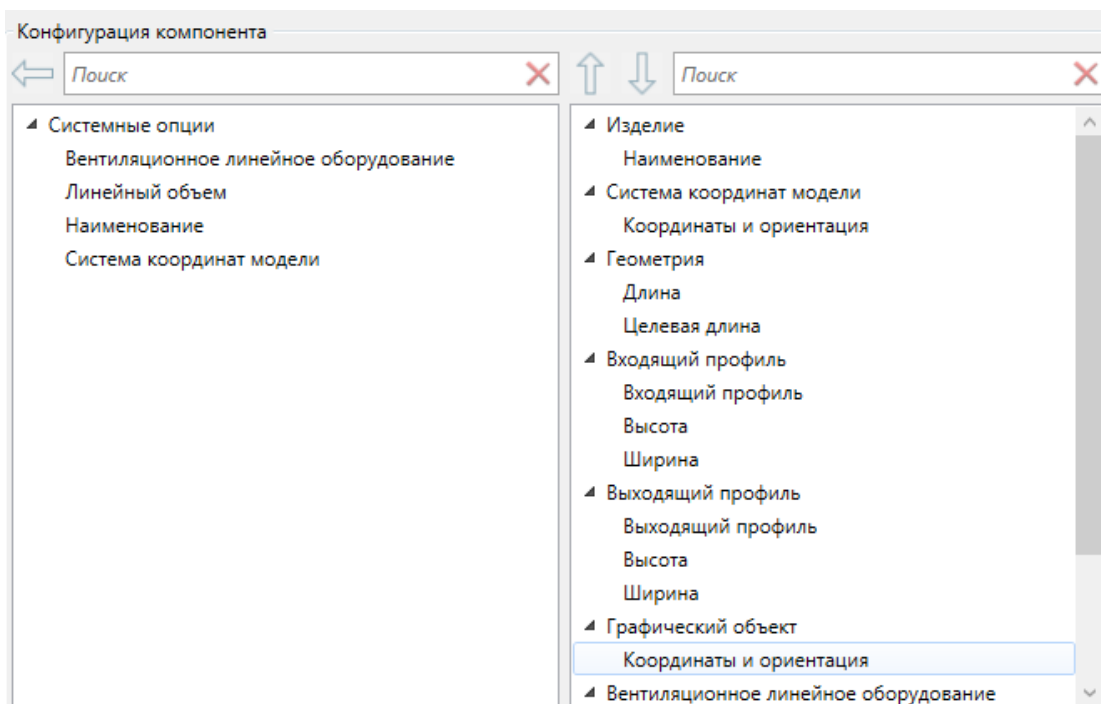 Конфигурация компонента
Поиск
Системные опции
Вентиляционное линейное оборудование
Линейный объем
Наименование
Система координат модели
Поиск
Изделие
Наименование
Система координат модели
Координаты и ориентация
Геометрия
Длина
Целевая длина
Входящий профиль
Входящий профиль
Высота
Ширина
Выходящий профиль
Выходящий профиль
Высота
Ширина
Графический объект
Координаты и ориентация
Вентиляционное линейное оборудование